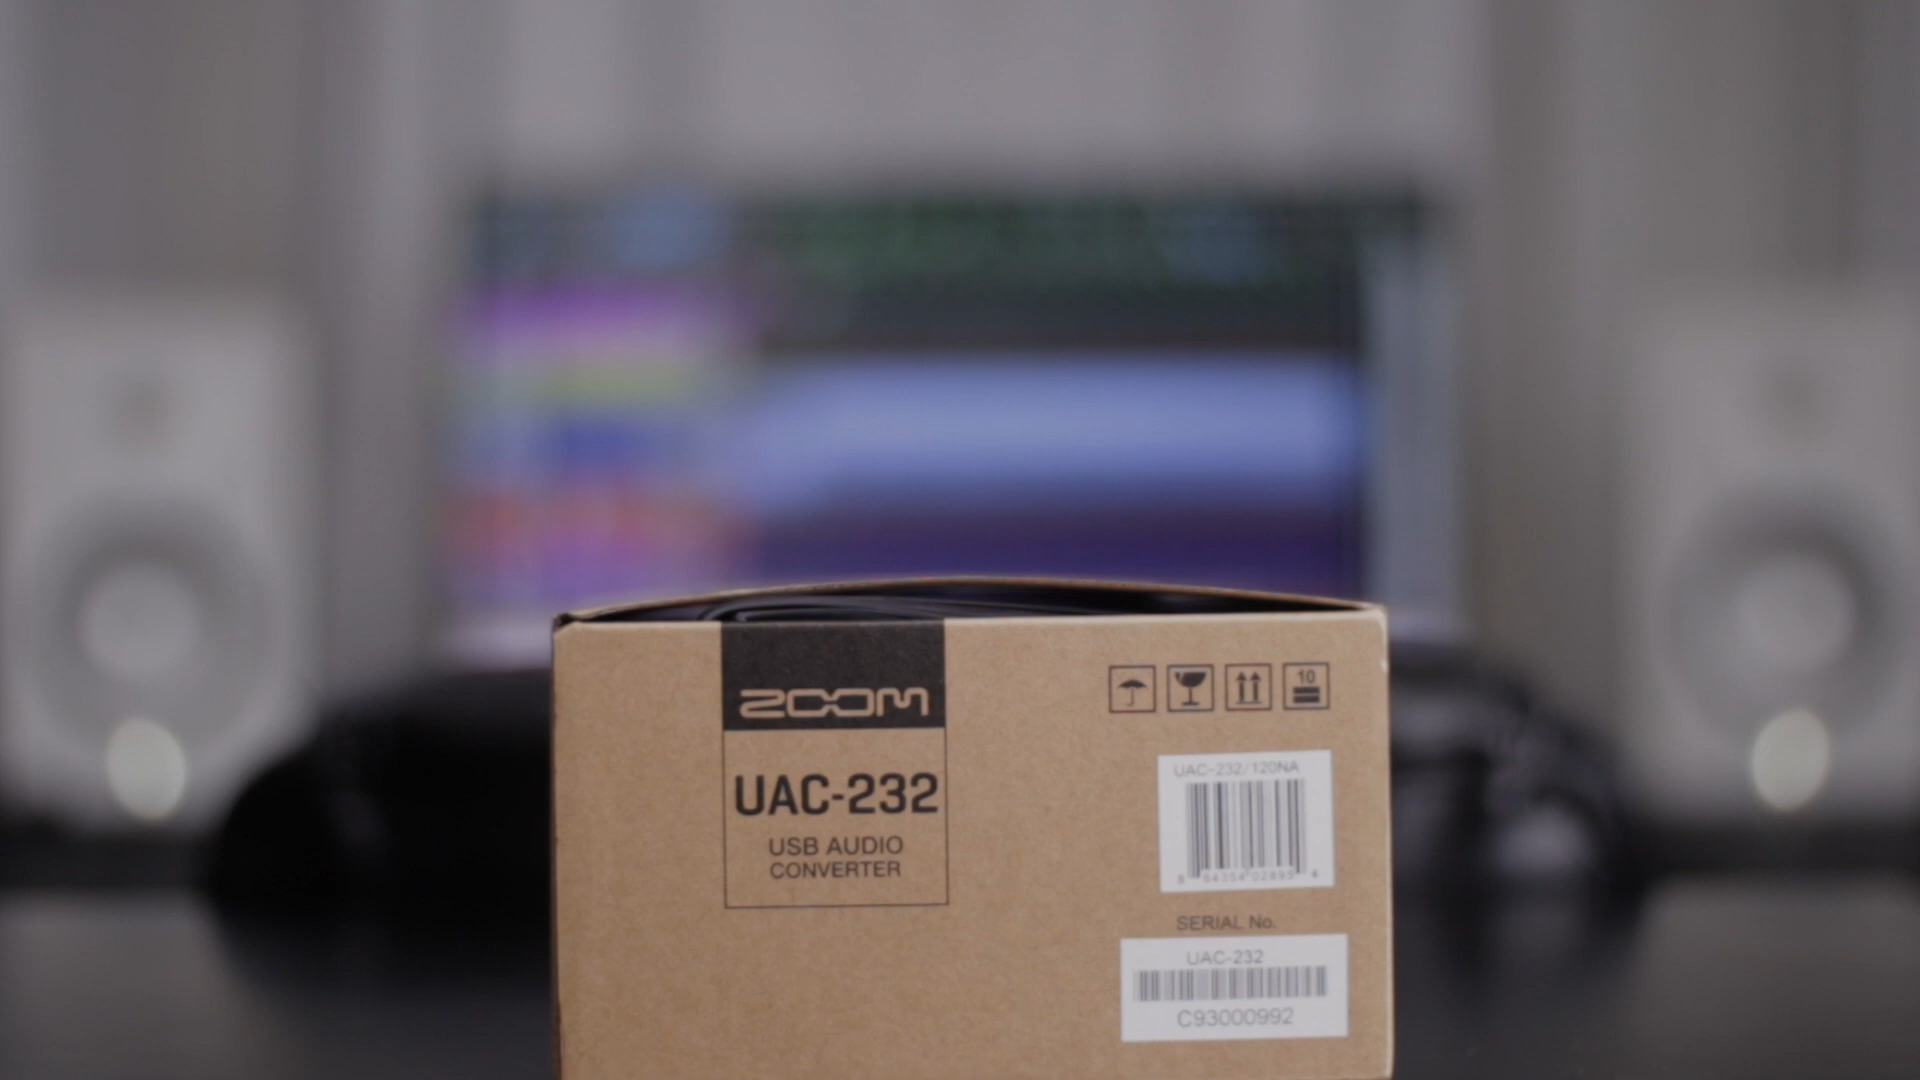 ZOOM
UAC-232
USB AUDIO
CONVERTER
10
UAC-232/120NA
SERIAL No.
UAC-232
C93000992